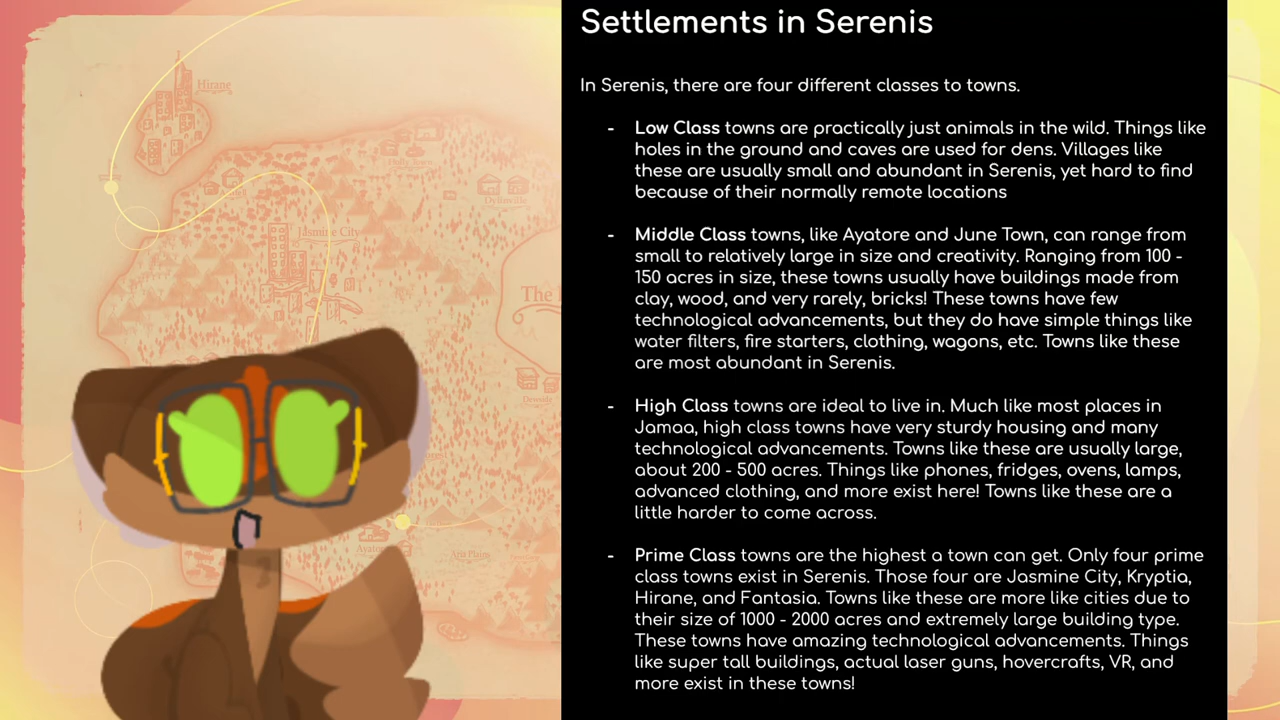 Settlements in Serenis
In Serenis, there are four different classes to towns.
- Low Class towns are practically just animals in the wild. Things like
holes in the ground and caves are used for dens. Villages like
these are usually small and abundant in Serenis, yet hard to find
because of their normally remote locations
- Middle Class towns, like Ayatore and June Town, can range from
small to relatively large in size and creativity. Ranging from 100 -
150 acres in size, these towns usually have buildings made from
clay, wood, and very rarely, bricks! These towns have few
technological advancements, but they do have simple things like
water filters, fire starters, clothing, wagons, etc. Towns like these
are most abundant in Serenis.
- High Class towns are ideal to live in. Much like most places in
Jamaa, high class towns have very sturdy housing and many
technological advancements. Towns like these are usually large,
about 200 - 500 acres. Things like phones, fridges, ovens, lamps,
advanced clothing, and more exist here! Towns like these are a
little harder to come across.
- Prime Class towns are the highest a town can get. Only four prime
class towns exist in Serenis. Those four are Jasmine City, Kryptia,
Hirane, and Fantasia. Towns like these are more like cities due to
their size of 1000 - 2000 acres and extremely large building type.
These towns have amazing technological advancements. Things
like super tall buildings, actual laser guns, hovercrafts, VR, and
more exist in these towns!
Hirane
Jasmine City
The